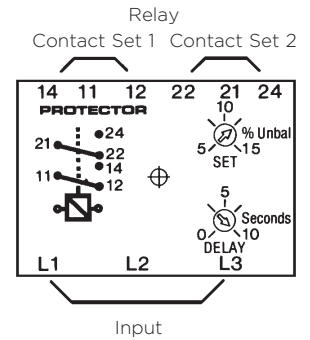 Relay
Contact Set 1 Contact Set 2
14 11 12 22 21 24
PROTECTOR
10
% Unbal
5 15
SET
24
21
22
14
11
12
5
Seconds
0 10
DELAY
L1 L2 L3
Input